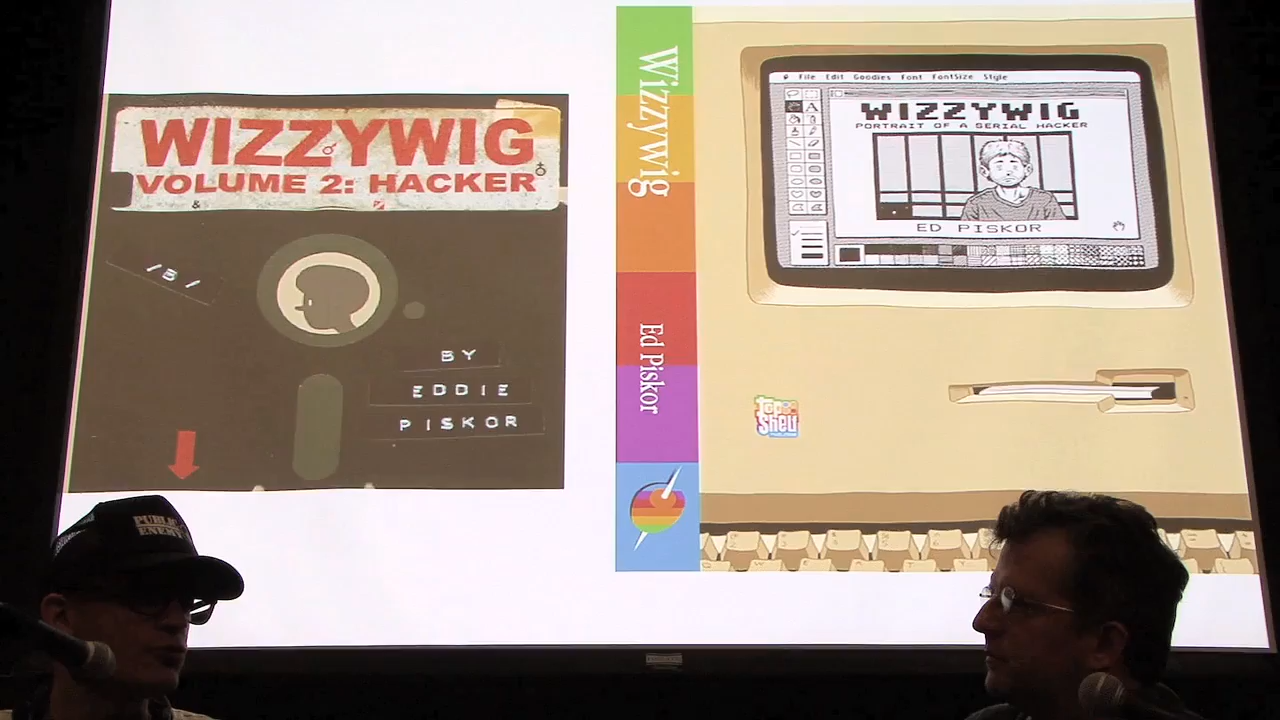 WIZZYWIG
VOLUME 2: HACKER
/B/
BY
EDDIE
PISKOR
Wizzywig
Ed Piskor
File Edit Goodies Font FontSize Style
A
WIZZYWIG
PORTRAIT OF A SERIAL HACKER
ED PISKOR
Top
Shelf
PUBLIC
ENEMY